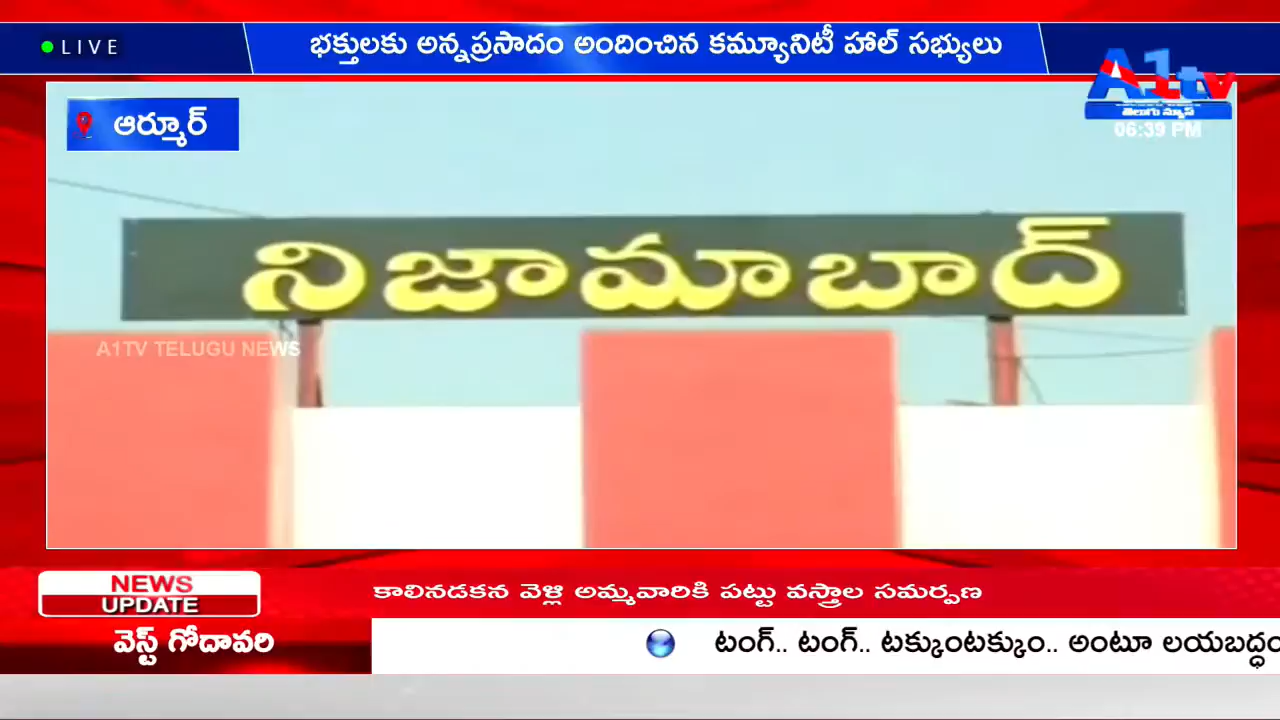 LIVE
భక్తులకు అన్నప్రసాదం అందించిన కమ్యూనిటీ హాల్ సభ్యులు
A1tv
తెలుగు న్యూస్
06:39 PM
ఆర్మూర్
నిజామాబాద్
A1TV TELUGU NEWS
NEWS
UPDATE
కాలినడకన వెళ్లి అమ్మవారికి పట్టు వస్త్రాల సమర్పణ
వెస్ట్ గోదావరి
టంగ్.. టంగ్.. టక్కుంటక్కుం.. అంటూ లయబద్ధం